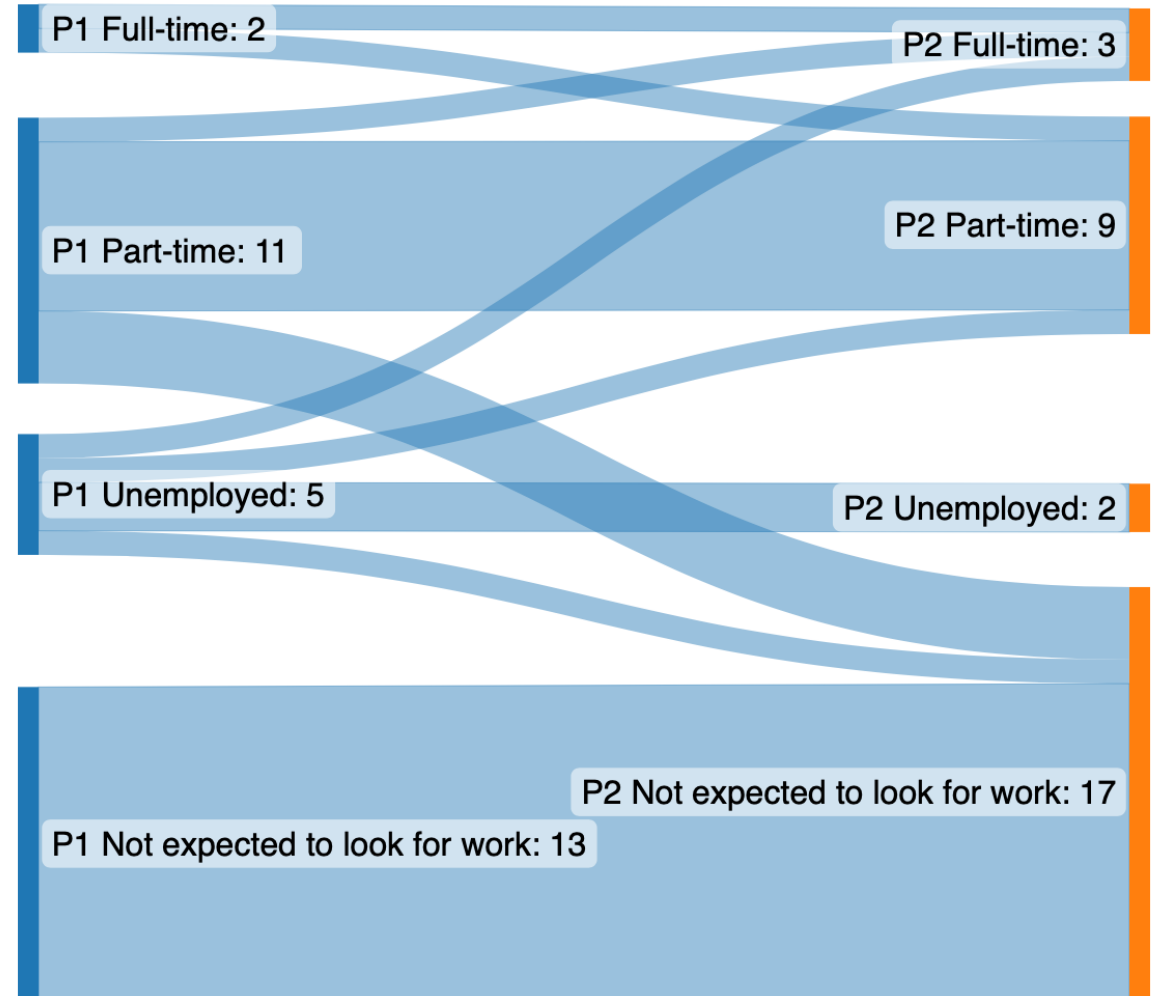 P1 Full-time: 2
P2 Full-time: 3
P1 Part-time: 11
P2 Part-time: 9
P1 Unemployed: 5
P2 Unemployed: 2
P2 Not expected to look for work: 17
P1 Not expected to look for work: 13